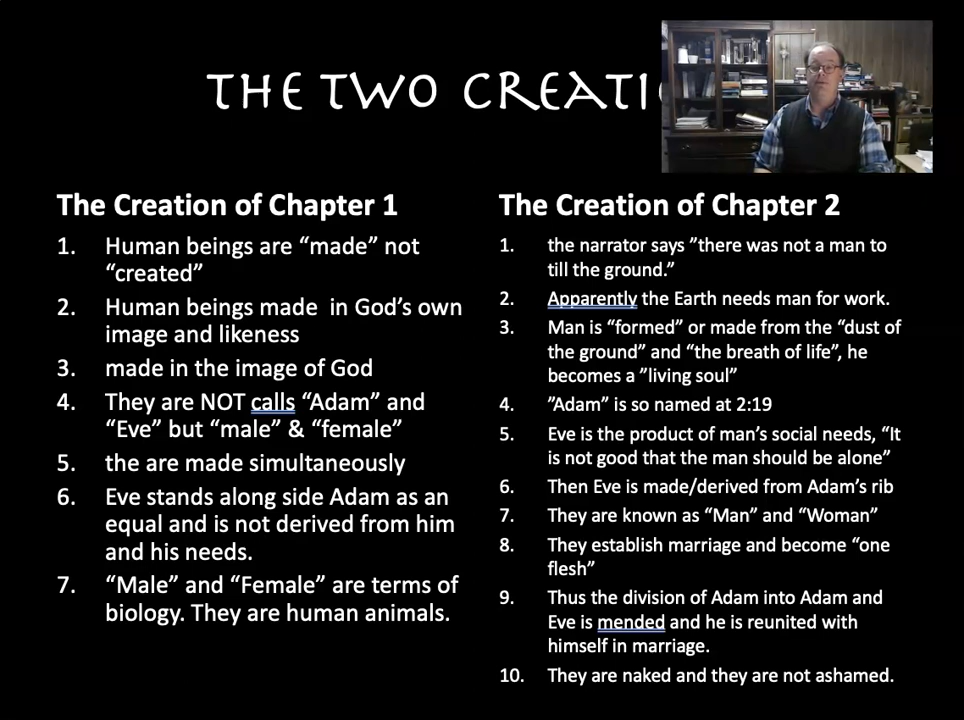 THE TWO CREATIO
The Creation of Chapter 1
1. Human beings are “made” not
“created”
2. Human beings made in God’s own
image and likeness
3. made in the image of God
4. They are NOT calls “Adam” and
“Eve” but “male” & “female”
5. the are made simultaneously
6. Eve stands along side Adam as an
equal and is not derived from him
and his needs.
7. “Male” and “Female” are terms of
biology. They are human animals.
The Creation of Chapter 2
1. the narrator says ”there was not a man to
till the ground.”
2. Apparently the Earth needs man for work.
3. Man is “formed” or made from the “dust of
the ground” and “the breath of life”, he
becomes a ”living soul”
4. ”Adam” is so named at 2:19
5. Eve is the product of man’s social needs, “It
is not good that the man should be alone”
6. Then Eve is made/derived from Adam’s rib
7. They are known as “Man” and “Woman”
8. They establish marriage and become “one
flesh”
9. Thus the division of Adam into Adam and
Eve is mended and he is reunited with
himself in marriage.
10. They are naked and they are not ashamed.